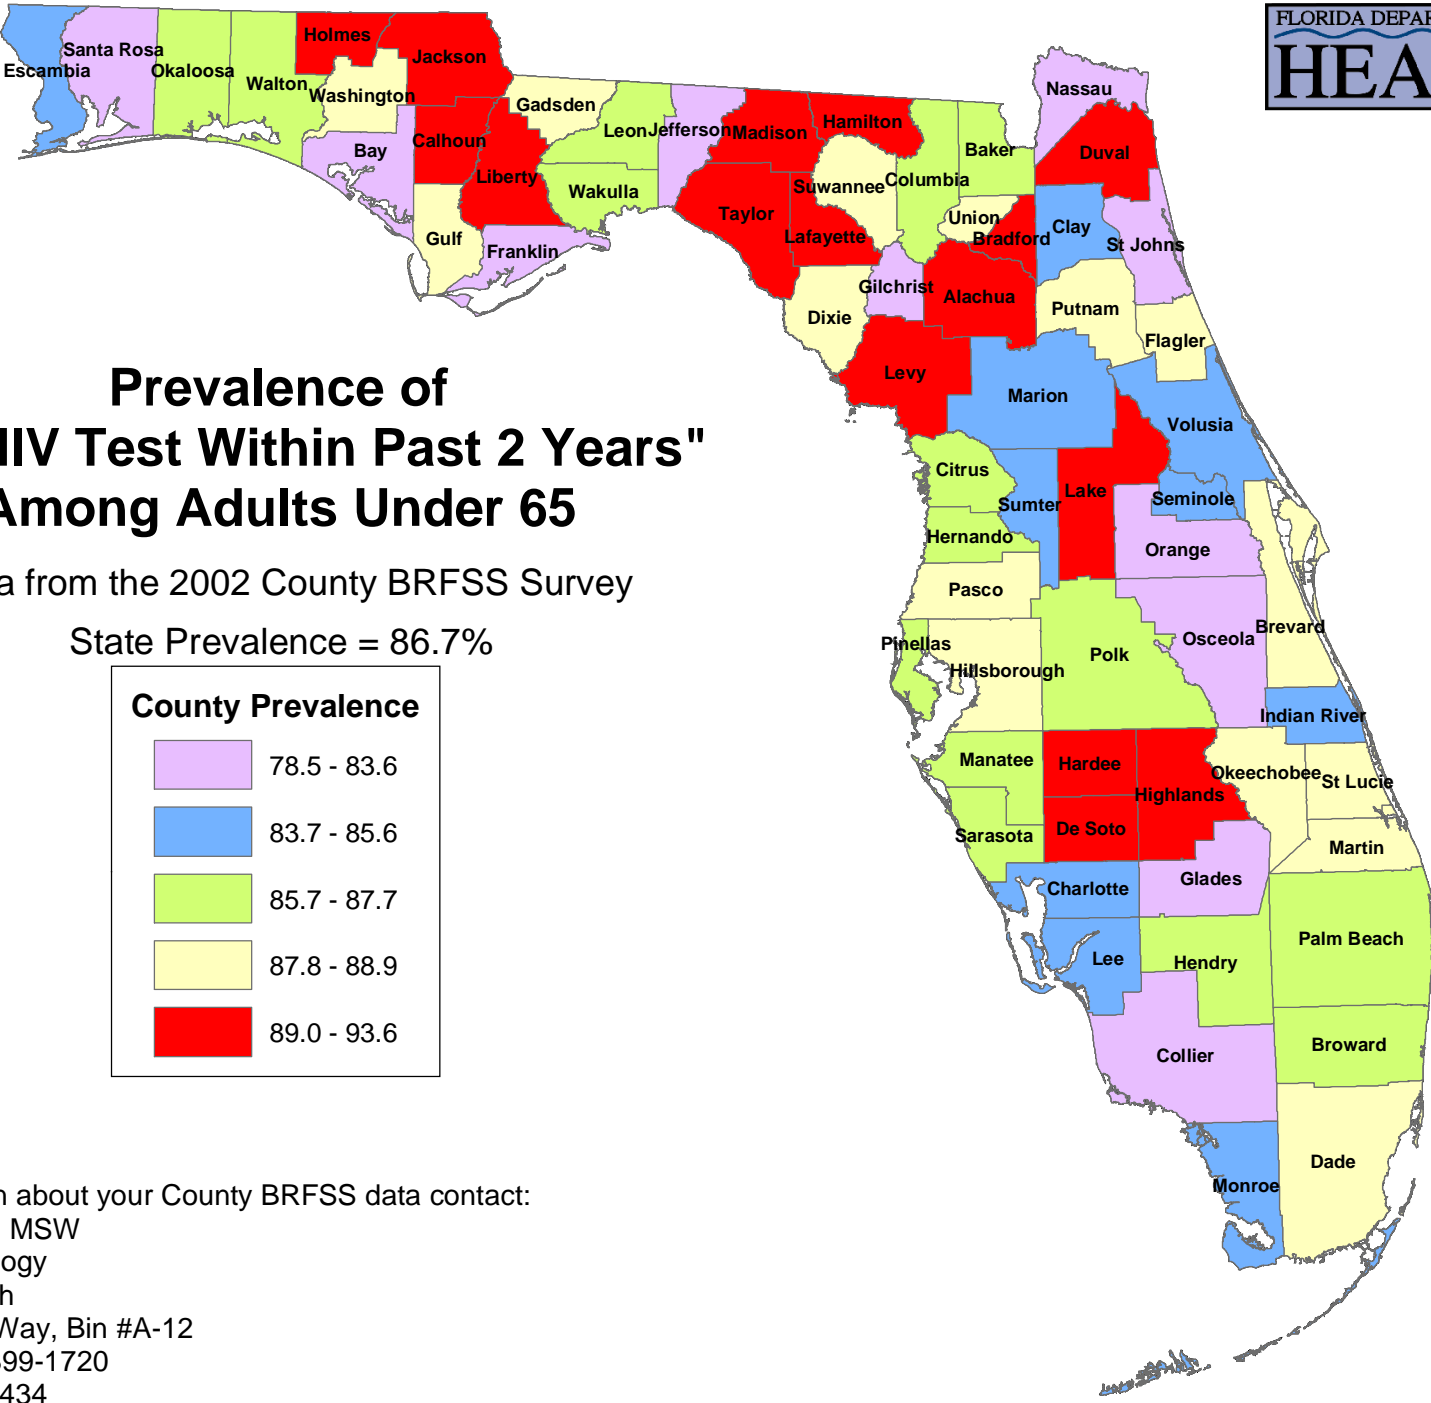 FLORIDA DEPAR
HEA
Escambia
Santa Rosa
Okaloosa
Walton
Holmes
Washington
Jackson
Bay
Calhoun
Gulf
Liberty
Gadsden
Franklin
Leon
Wakulla
Jefferson
Madison
Taylor
Hamilton
Suwannee
Lafayette
Dixie
Columbia
Gilchrist
Baker
Union
Bradford
Alachua
Levy
Nassau
Duval
Clay
St Johns
Putnam
Flagler
Marion
Volusia
Citrus
Sumter
Lake
Seminole
Hernando
Orange
Pasco
Pinellas
Hillsborough
Polk
Osceola
Brevard
Indian River
Manatee
Hardee
Highlands
Okeechobee
St Lucie
Sarasota
De Soto
Martin
Charlotte
Glades
Lee
Hendry
Palm Beach
Collier
Broward
Monroe
Dade
Prevalence of
IIV Test Within Past 2 Years"
Among Adults Under 65
a from the 2002 County BRFSS Survey
State Prevalence = 86.7%
County Prevalence
78.5 - 83.6
83.7 - 85.6
85.7 - 87.7
87.8 - 88.9
89.0 - 93.6
n about your County BRFSS data contact:
MSW
ogy
h
Way, Bin #A-12
399-1720
434